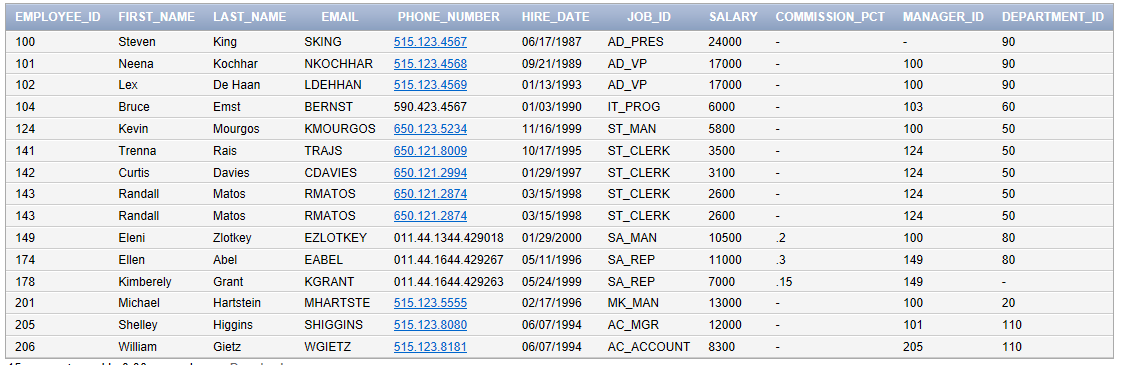 EMPLOYEE_ID FIRST_NAME LAST_NAME EMAIL PHONE_NUMBER HIRE_DATE JOB_ID SALARY COMMISSION_PCT MANAGER_ID DEPARTMENT_ID
100 Steven King SKING 515.123.4567 06/17/1987 AD_PRES 24000 - - 90
101 Neena Kochhar NKOCHHAR 515.123.4568 09/21/1989 AD_VP 17000 - 100 90
102 Lex De Haan LDEHHAN 515.123.4569 01/13/1993 AD_VP 17000 - 100 90
104 Bruce Ernst BERNST 590.423.4567 01/03/1990 IT_PROG 6000 - 103 60
124 Kevin Mourgos KMOURGOS 650.123.5234 11/16/1999 ST_MAN 5800 - 100 50
141 Trenna Rais TRAJS 650.121.8009 10/17/1995 ST_CLERK 3500 - 124 50
142 Curtis Davies CDAVIES 650.121.2994 01/29/1997 ST_CLERK 3100 - 124 50
143 Randall Matos RMATOS 650.121.2874 03/15/1998 ST_CLERK 2600 - 124 50
143 Randall Matos RMATOS 650.121.2874 03/15/1998 ST_CLERK 2600 - 124 50
149 Eleni Zlotkey EZLOTKEY 011.44.1344.429018 01/29/2000 SA_MAN 10500 .2 100 80
174 Ellen Abel EABEL 011.44.1644.429267 05/11/1996 SA_REP 11000 .3 149 80
178 Kimberely Grant KGRANT 011.44.1644.429263 05/24/1999 SA_REP 7000 .15 149 -
201 Michael Hartstein MHARTSTE 515.123.5555 02/17/1996 MK_MAN 13000 - 100 20
205 Shelley Higgins SHIGGINS 515.123.8080 06/07/1994 AC_MGR 12000 - 101 110
206 William Gietz WGIETZ 515.123.8181 06/07/1994 AC_ACCOUNT 8300 - 205 110